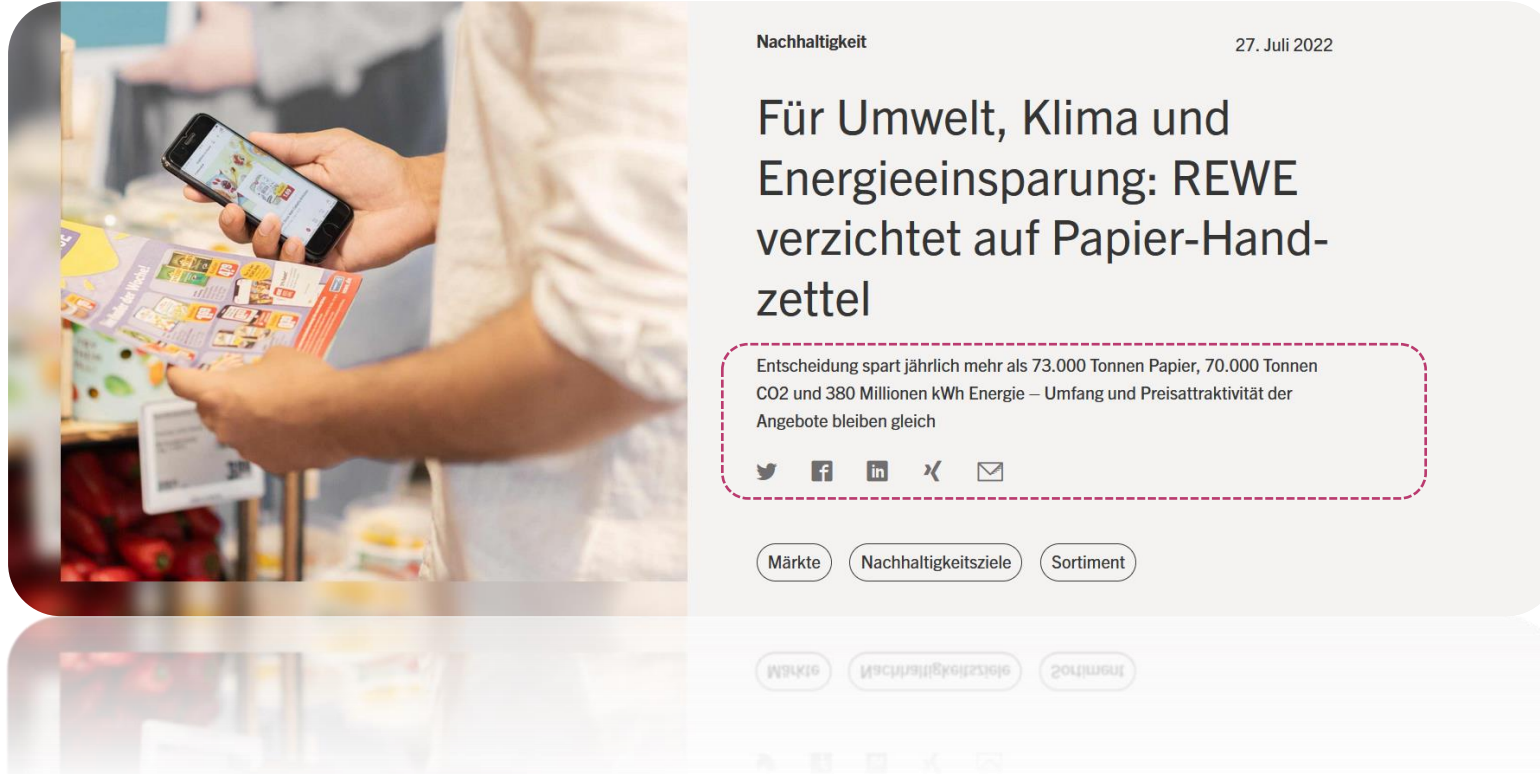 Nachhaltigkeit
27. Juli 2022
Für Umwelt, Klima und
Energieeinsparung: REWE
verzichtet auf Papier-Hand-
zettel
Entscheidung spart jährlich mehr als 73.000 Tonnen Papier, 70.000 Tonnen
CO2 und 380 Millionen kWh Energie – Umfang und Preisattraktivität der
Angebote bleiben gleich
Märkte
Nachhaltigkeitsziele
Sortiment